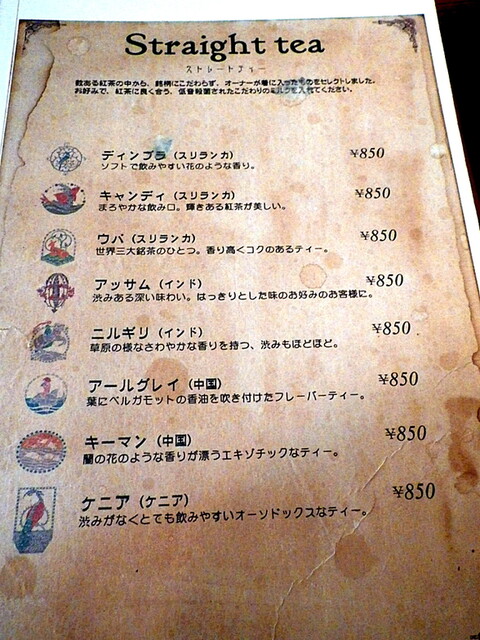 Straight tea
ストレートティー
数ある紅茶の中から、銘柄にこだわらず、オーナーが気に入ったものをセレクトしました。
お好みで、紅茶に良く合う、低音殺菌されたこだわりのミルクを入れてください。
ディンブラ（スリランカ） ¥850
ソフトで飲みやすい花のような香り。
キャンディ（スリランカ） ¥850
まろやかな飲み口。輝きある紅茶が美しい。
ウバ（スリランカ） ¥850
世界三大銘茶のひとつ。香り高くコクのあるティー。
アッサム（インド） ¥850
渋みある深い味わい。はっきりとした味のお好みのお客様に。
ニルギリ（インド） ¥850
草原の様なさわやかな香りを持つ、渋みもほどほど。
アールグレイ（中国） ¥850
葉にベルガモットの香油を吹き付けたフレーバーティー。
キーマン（中国） ¥850
蘭の花のような香りが漂うエキゾチックなティー。
ケニア（ケニア） ¥850
渋みがなくとても飲みやすいオーソドックスなティー。